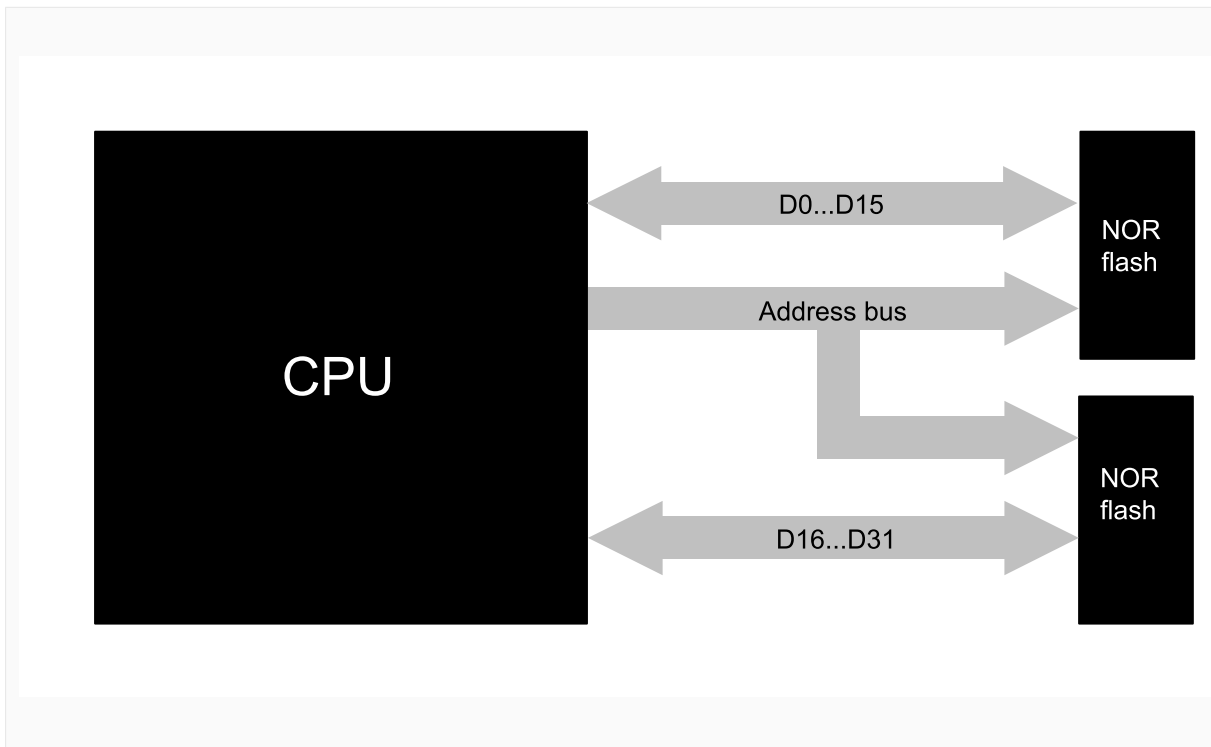 D0...D15
NOR
flash
Address bus
CPU
NOR
flash
D16...D31